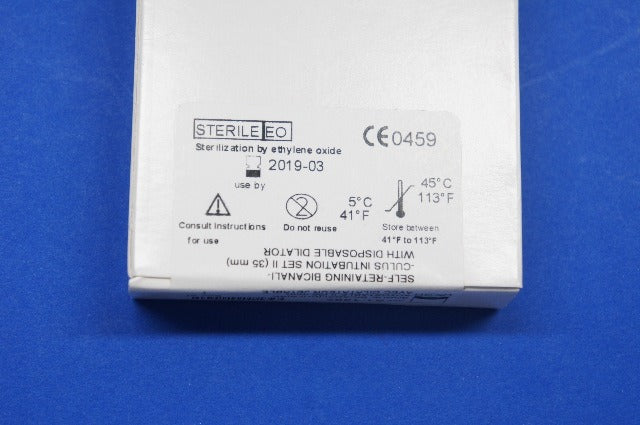 STERILE EO
CE 0459
Sterilization by ethylene oxide
2019-03
use by
5°C
41°F
45°C
113°F
Consult Instructions
for use
2
Do not reuse
Store between
41°F to 113°F
SELF-RETAINING BICANALI-
-CULUS INTUBATION SET II (35 mm)
WITH DISPOSABLE DILATOR